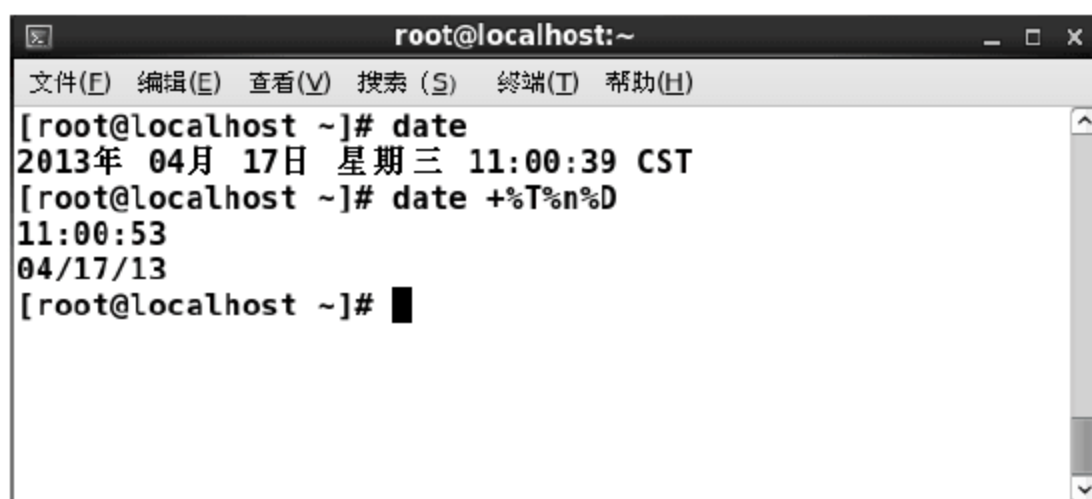 root@localhost:~
文件(F) 编辑(E) 查看(V) 搜索 (S) 终端(T) 帮助(H)
[root@localhost ~]# date
2013年 04月 17日 星期三 11:00:39 CST
[root@localhost ~]# date +%T%n%D
11:00:53
04/17/13
[root@localhost ~]#